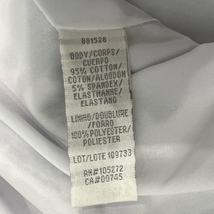 881528
BODY/CORPS/
CUERPO
95% COTTON/
COTON/ALGODON
5% SPANDEX/
ELASTHANNE/
ELASTANO
LINING/DOUBLURE
/FORRO
100% POLYESTER/
POLIESTER
LOT/LOTE 109733
RN#105272
CA#00745